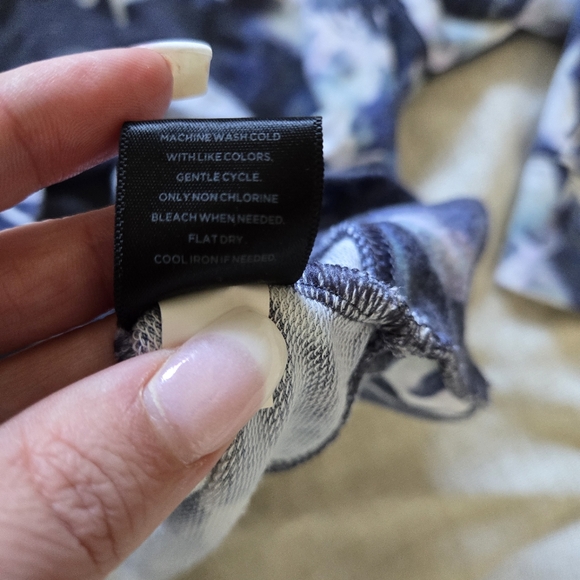 MACHINE WASH COLD
WITH LIKE COLORS.
GENTLE CYCLE.
ONLY NON CHLORINE
BLEACH WHEN NEEDED.
FLAT DRY.
COOL IRON IF NEEDED.